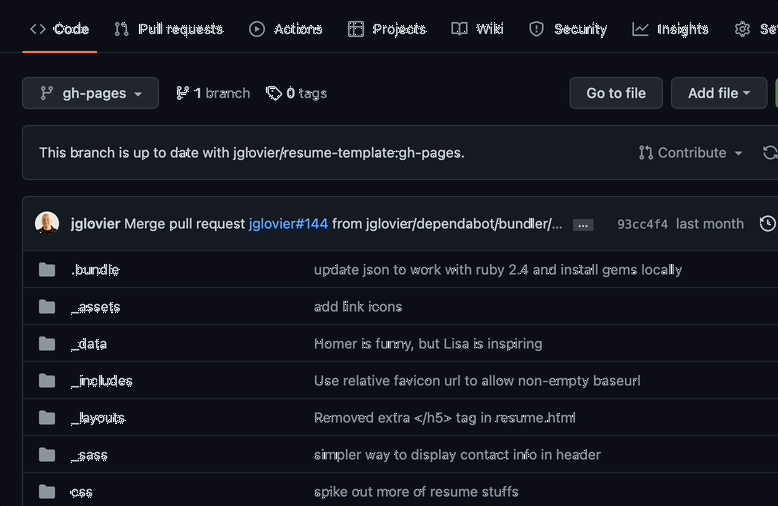 Code Pull requests Actions Projects Wiki Security Insights
gh-pages 1 branch 0 tags Go to file Add file
This branch is up to date with jglovier/resume-template:gh-pages. Contribute
jglovier Merge pull request jglovier#144 from jglovier/dependabot/bundler/... ... 93cc4f4 last month
.bundle update json to work with ruby 2.4 and install gems locally
_assets add link icons
_data Homer is funny, but Lisa is inspiring
_includes Use relative favicon url to allow non-empty baseurl
_layouts Removed extra </h5> tag in resume.html
_sass simpler way to display contact info in header
css spike out more of resume stuffs